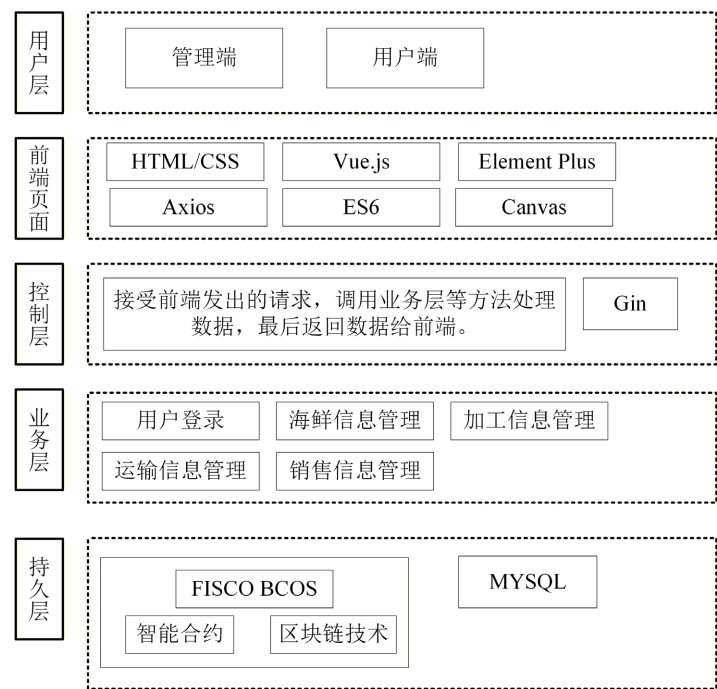 用户层
管理端
用户端
前端页面
HTML/CSS
Vue.js
Element Plus
Axios
ES6
Canvas
控制层
接受前端发出的请求，调用业务层等方法处理
数据，最后返回数据给前端。
Gin
业务层
用户登录
海鲜信息管理
加工信息管理
运输信息管理
销售信息管理
持久层
FISCO BCOS
智能合约
区块链技术
MYSQL